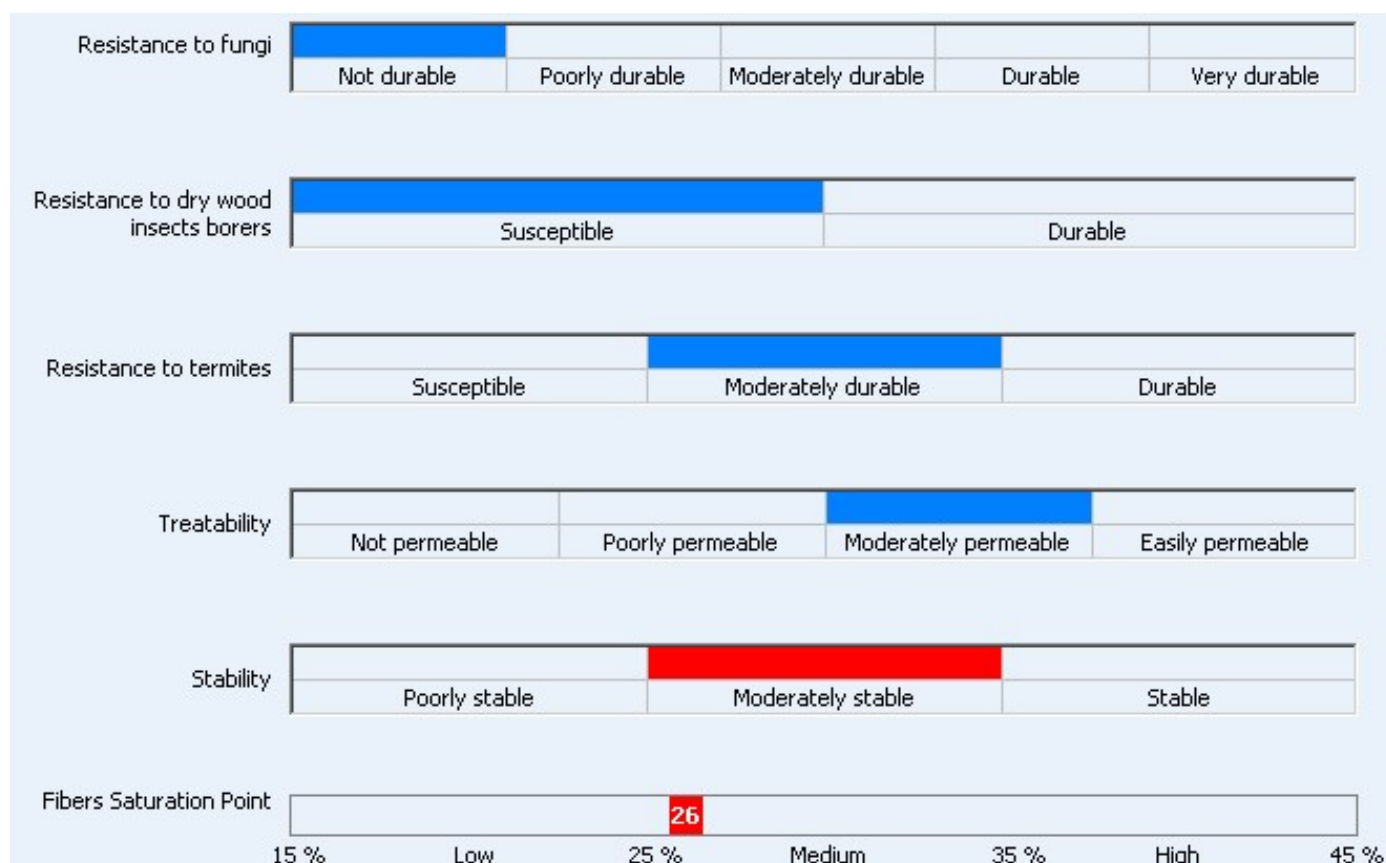 Resistance to fungi
Not durable Poorly durable Moderately durable Durable Very durable
Resistance to dry wood
insects borers
Susceptible Durable
Resistance to termites
Susceptible Moderately durable Durable
Treatability
Not permeable Poorly permeable Moderately permeable Easily permeable
Stability
Poorly stable Moderately stable Stable
Fibers Saturation Point
26
15 % Low 25 % Medium 35 % High 45 %